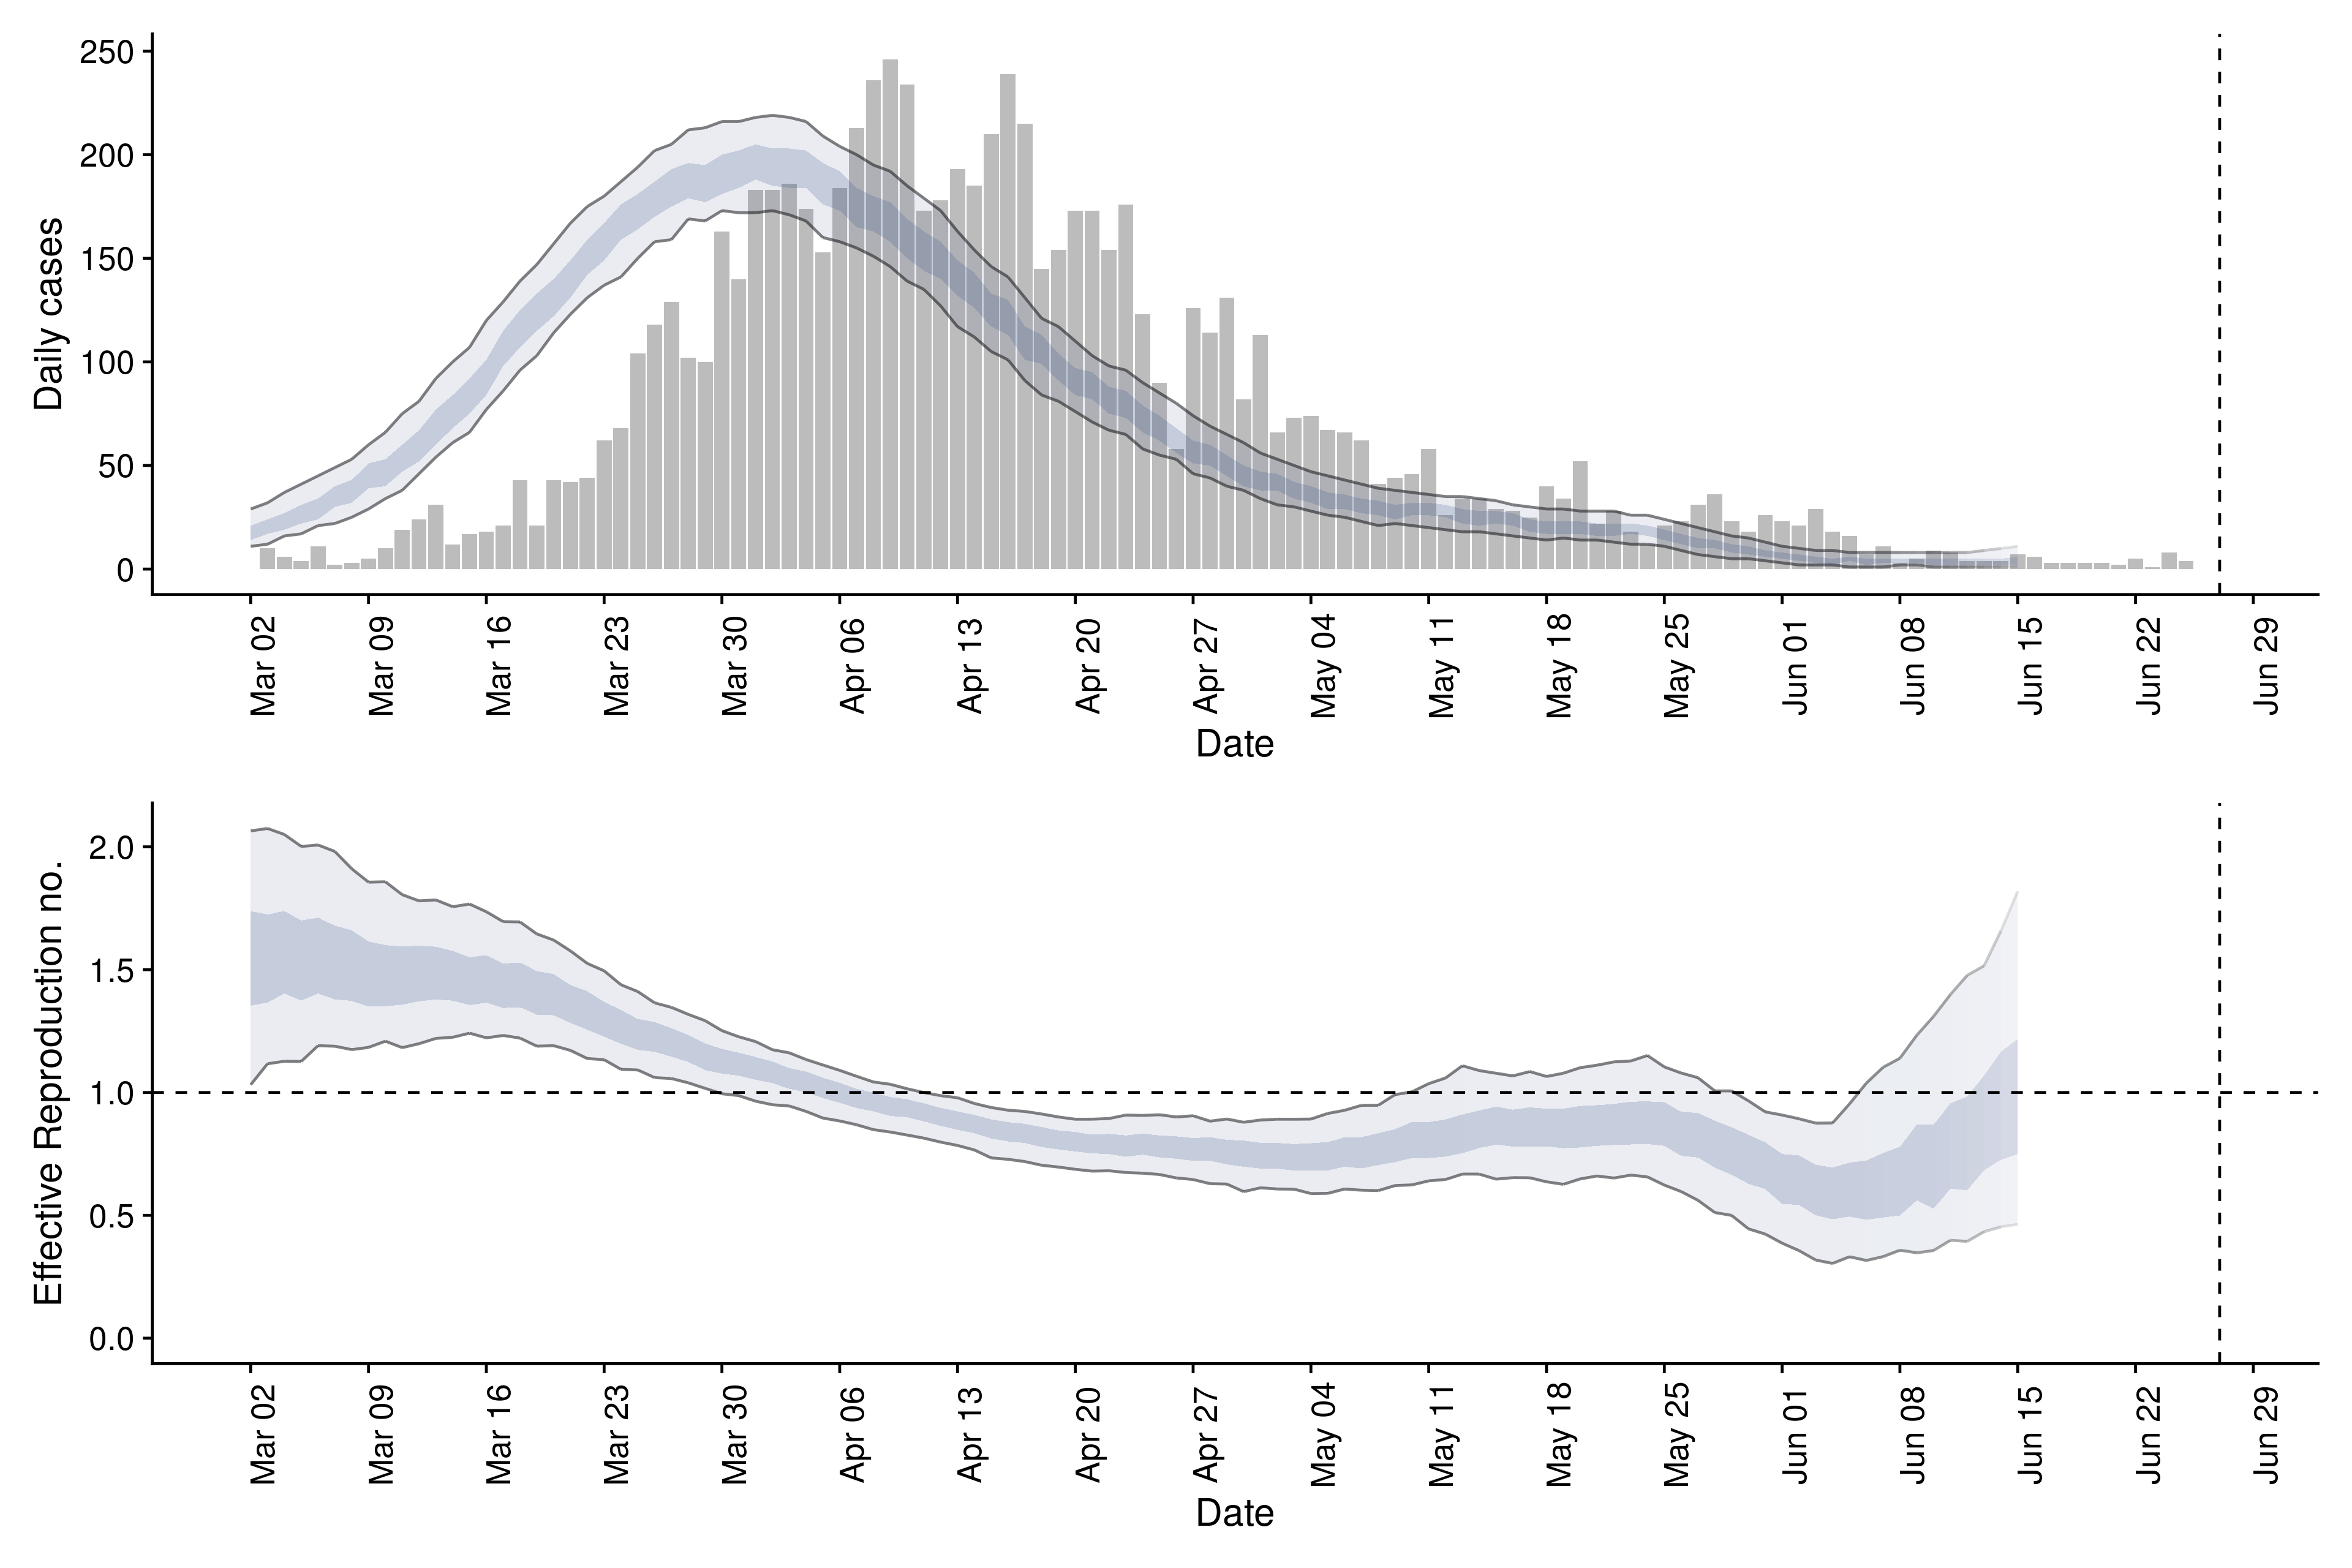 250
200
150
100
50
0
Daily cases
Mar 02
Mar 09
Mar 16
Mar 23
Mar 30
Apr 06
Apr 13
Apr 20
Apr 27
May 04
May 11
May 18
May 25
Jun 01
Jun 08
Jun 15
Jun 22
Jun 29
Date
2.0
1.5
1.0
0.5
0.0
Effective Reproduction no.
Mar 02
Mar 09
Mar 16
Mar 23
Mar 30
Apr 06
Apr 13
Apr 20
Apr 27
May 04
May 11
May 18
May 25
Jun 01
Jun 08
Jun 15
Jun 22
Jun 29
Date